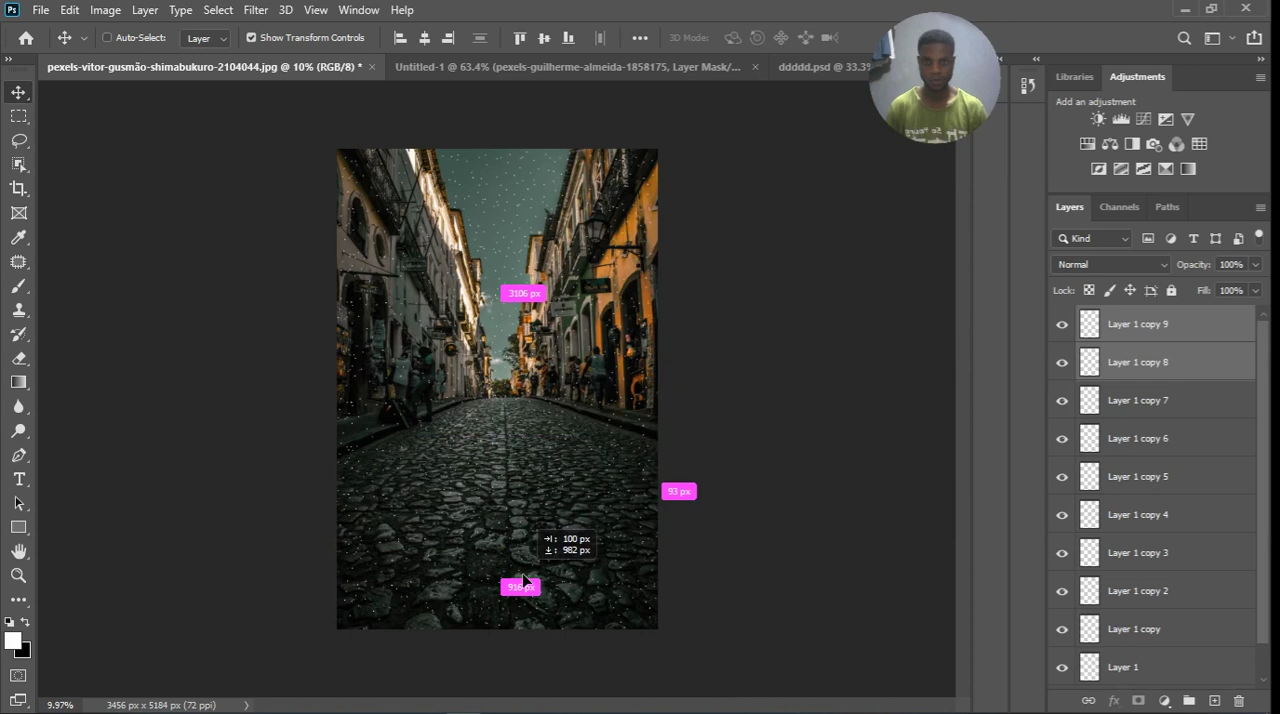 Ps File Edit Image Layer Type Select Filter 3D View Window Help
Auto-Select: Layer Show Transform Controls 3D Mode:
pexels-vitor-gusmão-shimabukuro-2104044.jpg @ 10% (RGB/8) * × Untitled-1 @ 63.4% (pexels-guilherme-almeida-1858175, Layer Mask/... × ddddd.psd @ 33.3%
Libraries Adjustments
Add an adjustment
Layers Channels Paths
Kind
Normal Opacity: 100%
Lock: Fill: 100%
3106 px
93 px
100 px
982 px
px
Layer 1 copy 9
Layer 1 copy 8
Layer 1 copy 7
Layer 1 copy 6
Layer 1 copy 5
Layer 1 copy 4
Layer 1 copy 3
Layer 1 copy 2
Layer 1 copy
Layer 1
9.97% 3456 px x 5184 px (72 ppi)